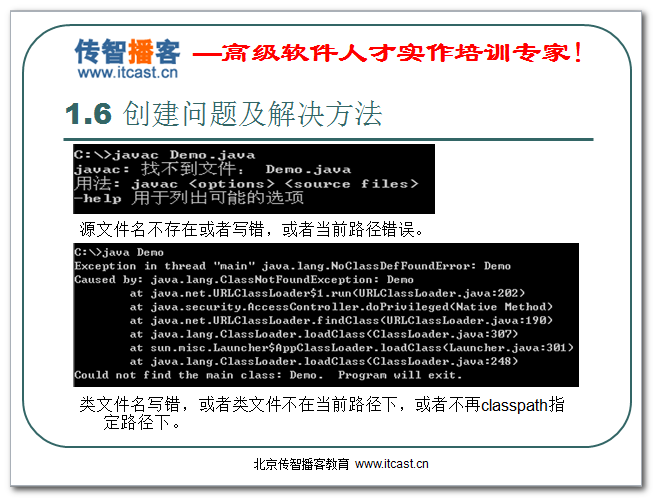 传智播客 —高级软件人才实作培训专家!
www.itcast.cn
1.6 创建问题及解决方法
C:\>javac Demo.java
javac: 找不到文件: Demo.java
用法: javac <options> <source files>
-help 用于列出可能的选项
源文件名不存在或者写错，或者当前路径错误。
C:\>java Demo
Exception in thread "main" java.lang.NoClassDefFoundError: Demo
Caused by: java.lang.ClassNotFoundException: Demo
at java.net.URLClassLoader$1.run(URLClassLoader.java:202)
at java.security.AccessController.doPrivileged(Native Method)
at java.net.URLClassLoader.findClass(URLClassLoader.java:190)
at java.lang.ClassLoader.loadClass(ClassLoader.java:307)
at sun.misc.Launcher$AppClassLoader.loadClass(Launcher.java:301)
at java.lang.ClassLoader.loadClass(ClassLoader.java:248)
Could not find the main class: Demo.  Program will exit.
类文件名写错，或者类文件不在当前路径下，或者不再classpath指
定路径下。
北京传智播客教育 www.itcast.cn